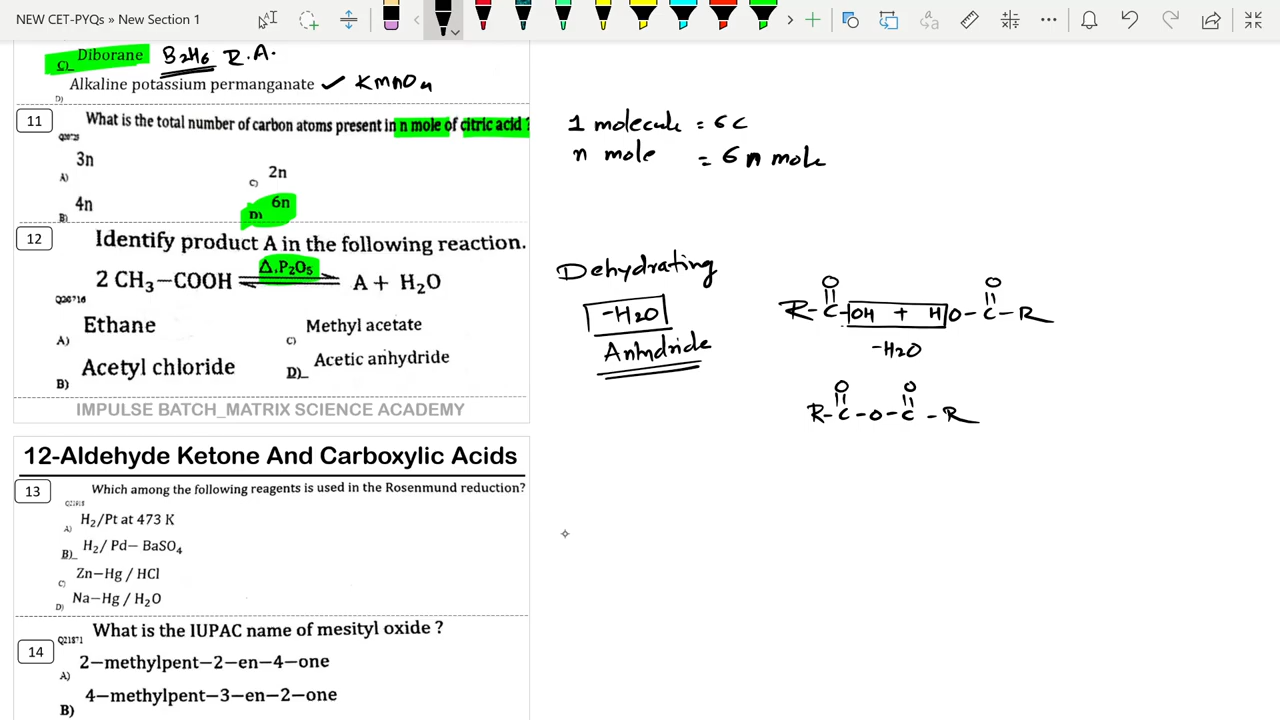 NEW CET-PYQs » New Section 1
C) Diborane B2H6 R.A.
D) Alkaline potassium permanganate ✓ KMnO4
11 What is the total number of carbon atoms present in n mole of citric acid ?
A) 3n
C) 2n
B) 4n
D) 6n
1 molecule = 6C
n mole = 6 n mole
12 Identify product A in the following reaction.
2 CH₃−COOH Δ,P₂O₅ A + H₂O
A) Ethane
C) Methyl acetate
B) Acetyl chloride
D) Acetic anhydride
IMPULSE BATCH_MATRIX SCIENCE ACADEMY
Dehydrating
-H2O
Anhydride
O O
R-C-OH + HO-C-R
-H2O
O O
R-C-O-C-R
12-Aldehyde Ketone And Carboxylic Acids
13 Which among the following reagents is used in the Rosenmund reduction?
A) H₂/Pt at 473 K
B) H₂/ Pd− BaSO₄
C) Zn−Hg / HCl
D) Na−Hg / H₂O
14 What is the IUPAC name of mesityl oxide ?
Q21871
A) 2−methylpent−2−en−4−one
B) 4−methylpent−3−en−2−one